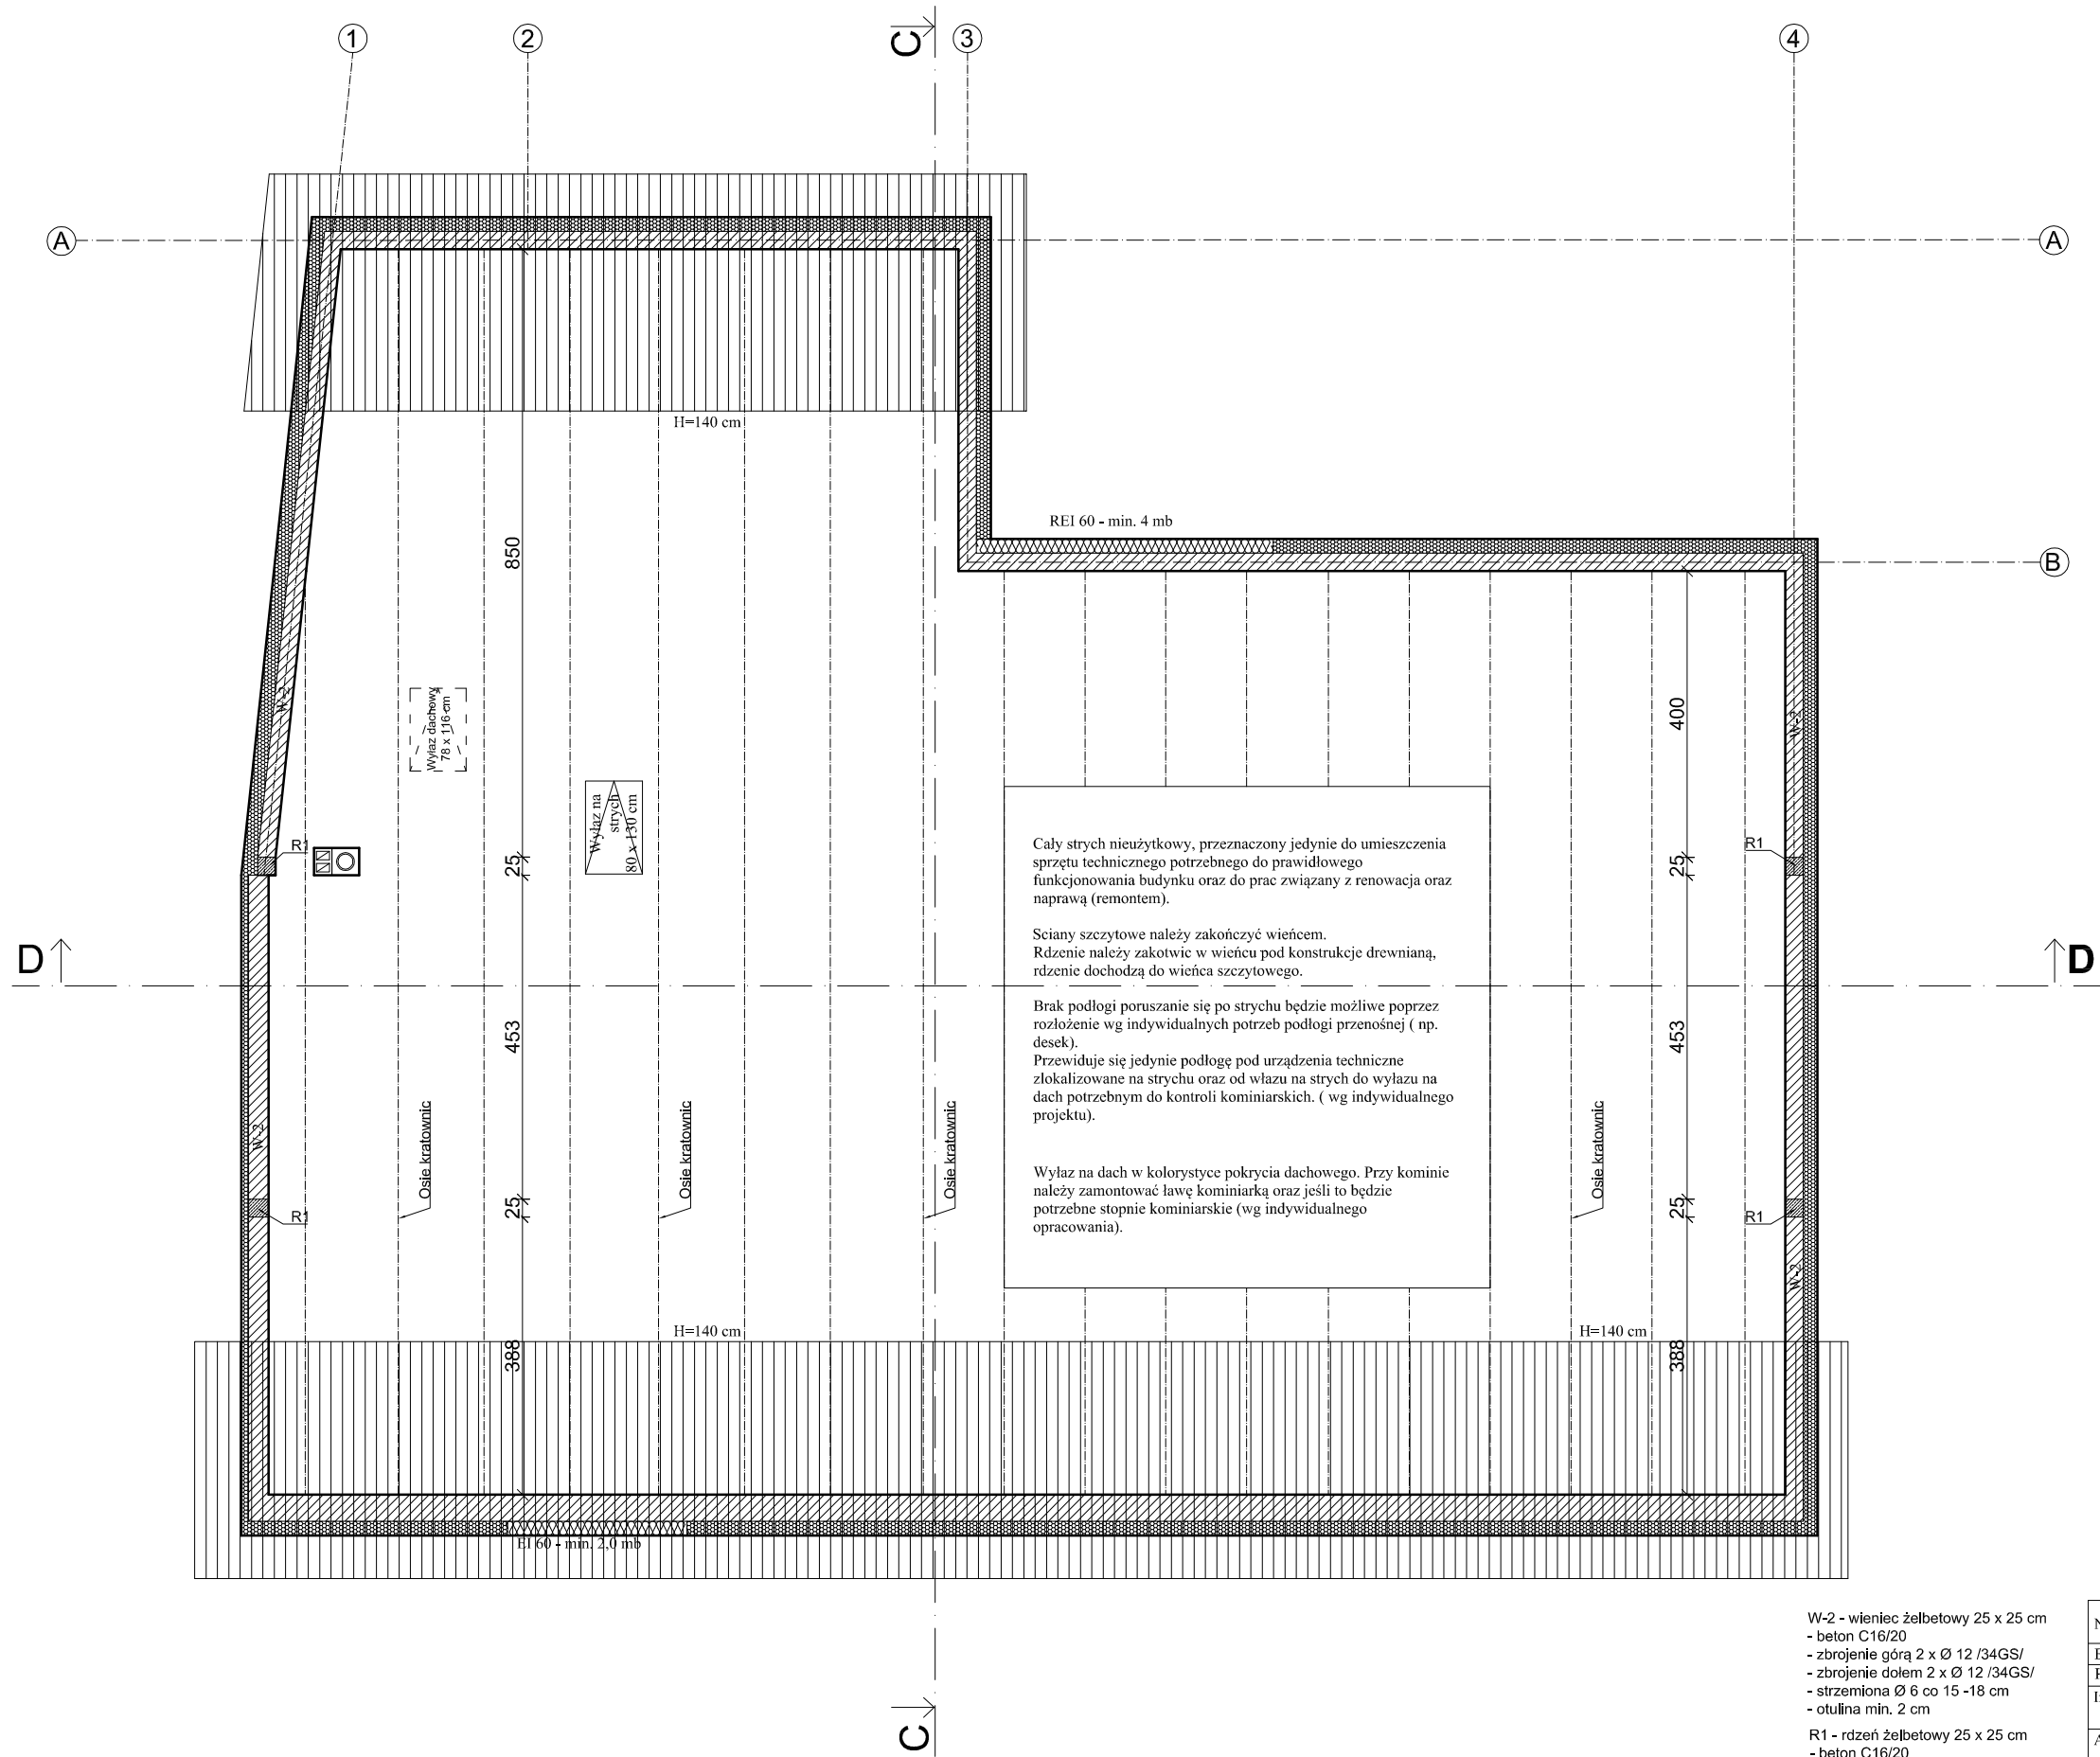 1
2
C
3
4
A
A
H=140 cm
REI 60 - min. 4 mb
B
850
W-2
Wyłaz dachowy
78 x 116 cm
400
W-2
Wyłaz na
strych
80 x 130 cm
R1
25
R1
25
Cały strych nieużytkowy, przeznaczony jedynie do umieszczenia
sprzętu technicznego potrzebnego do prawidłowego
funkcjonowania budynku oraz do prac związany z renowacja oraz
naprawą (remontem).
Sciany szczytowe należy zakończyć wieńcem.
Rdzenie należy zakotwic w wieńcu pod konstrukcje drewnianą,
rdzenie dochodzą do wieńca szczytowego.
Brak podłogi poruszanie się po strychu będzie możliwe poprzez
rozłożenie wg indywidualnych potrzeb podłogi przenośnej ( np.
desek).
Przewiduje się jedynie podłogę pod urządzenia techniczne
zlokalizowane na strychu oraz od włazu na strych do wyłazu na
dach potrzebnym do kontroli kominiarskich. ( wg indywidualnego
projektu).
Wyłaz na dach w kolorystyce pokrycia dachowego. Przy kominie
należy zamontować ławę kominiarką oraz jeśli to będzie
potrzebne stopnie kominiarskie (wg indywidualnego
opracowania).
D
D
453
453
W-2
Osie kratownic
Osie kratownic
Osie kratownic
Osie kratownic
R1
25
R1
25
W-2
H=140 cm
H=140 cm
388
388
EI 60 - min. 2,0 mb
C
W-2 - wieniec żelbetowy 25 x 25 cm
- beton C16/20
- zbrojenie górą 2 x Ø 12 /34GS/
- zbrojenie dołem 2 x Ø 12 /34GS/
- strzemiona Ø 6 co 15 -18 cm
- otulina min. 2 cm
R1 - rdzeń żelbetowy 25 x 25 cm
- beton C16/20